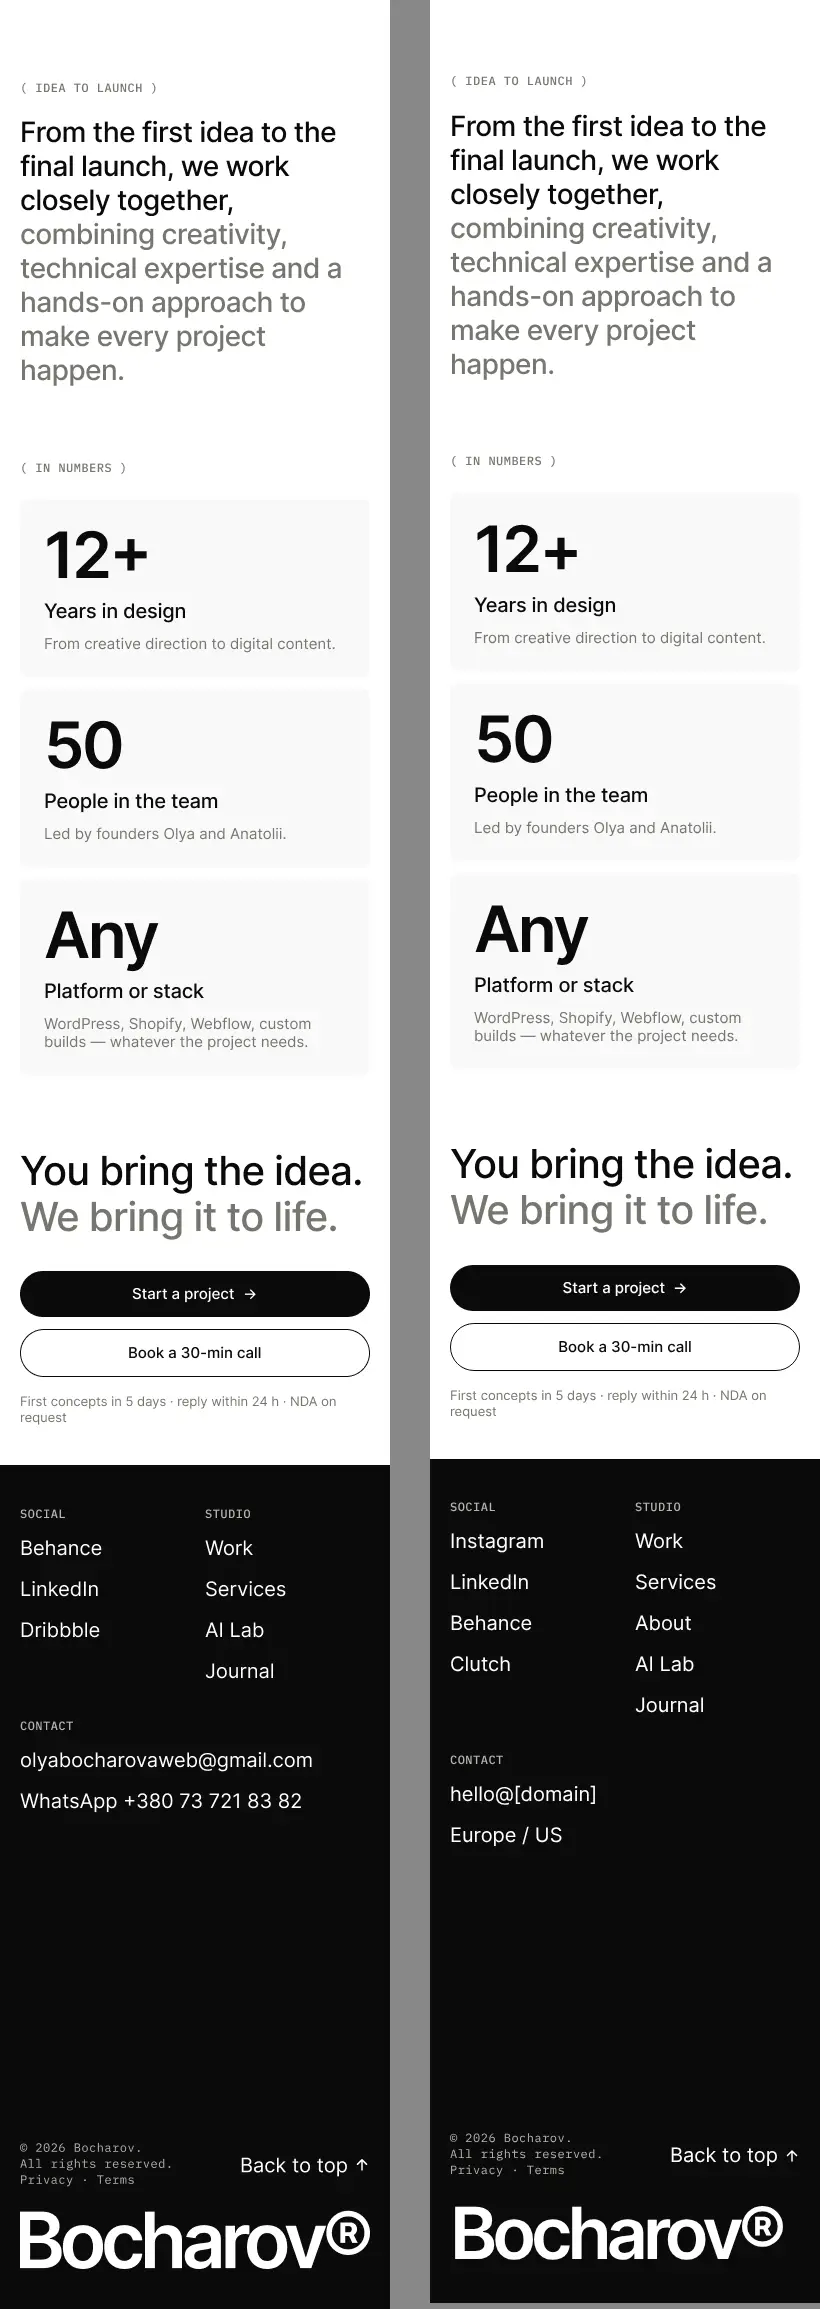 ( IDEA TO LAUNCH )
From the first idea to the
final launch, we work
closely together,
combining creativity,
technical expertise and a
hands-on approach to
make every project
happen.
( IN NUMBERS )
12+
Years in design
From creative direction to digital content.
50
People in the team
Led by founders Olya and Anatolii.
Any
Platform or stack
WordPress, Shopify, Webflow, custom
builds — whatever the project needs.
You bring the idea.
We bring it to life.
Start a project →
Book a 30-min call
First concepts in 5 days · reply within 24 h · NDA on
request
SOCIAL
Behance
LinkedIn
Dribbble
STUDIO
Work
Services
AI Lab
Journal
CONTACT
olyabocharovaweb@gmail.com
WhatsApp +380 73 721 83 82
© 2026 Bocharov.
All rights reserved.
Privacy · Terms
Back to top ↑
Bocharov®
( IDEA TO LAUNCH )
From the first idea to the
final launch, we work
closely together,
combining creativity,
technical expertise and a
hands-on approach to
make every project
happen.
( IN NUMBERS )
12+
Years in design
From creative direction to digital content.
50
People in the team
Led by founders Olya and Anatolii.
Any
Platform or stack
WordPress, Shopify, Webflow, custom
builds — whatever the project needs.
You bring the idea.
We bring it to life.
Start a project →
Book a 30-min call
First concepts in 5 days · reply within 24 h · NDA on
request
SOCIAL
Instagram
LinkedIn
Behance
Clutch
STUDIO
Work
Services
About
AI Lab
Journal
CONTACT
hello@[domain]
Europe / US
© 2026 Bocharov.
All rights reserved.
Privacy · Terms
Back to top ↑
Bocharov®